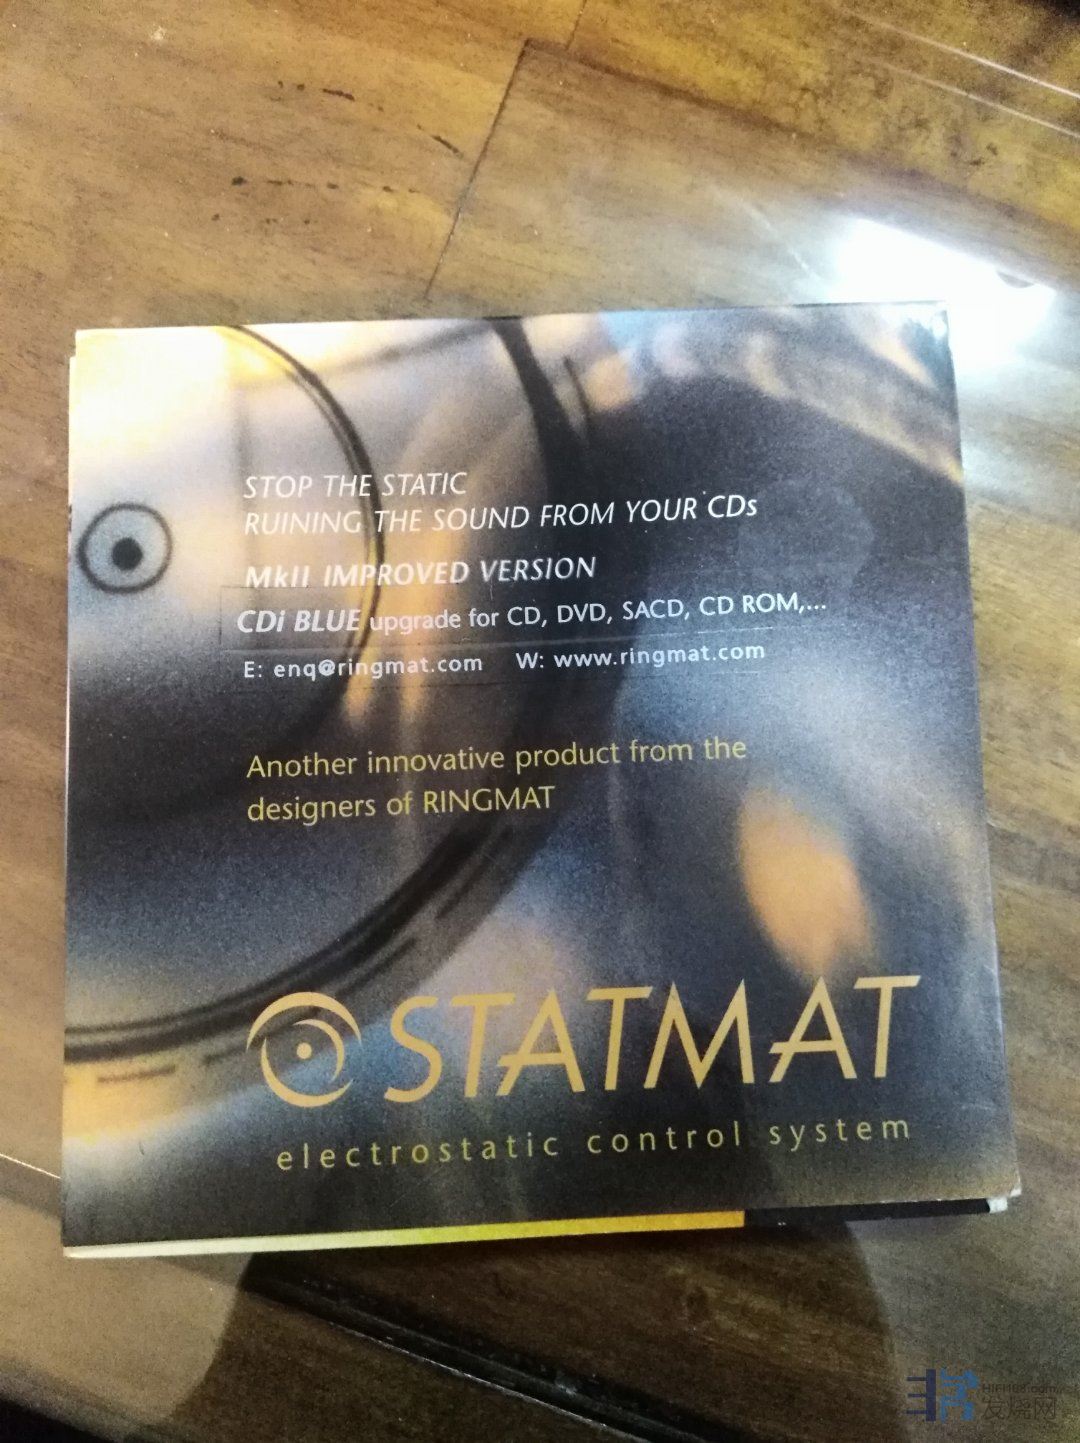 STOP THE STATIC
RUINING THE SOUND FROM YOUR CDs
MkII IMPROVED VERSION
CDi BLUE upgrade for CD, DVD, SACD, CD ROM,...
E: enq@ringmat.com W: www.ringmat.com
Another innovative product from the
designers of RINGMAT
STATMAT
electrostatic control system
HIFI168.com
发烧网